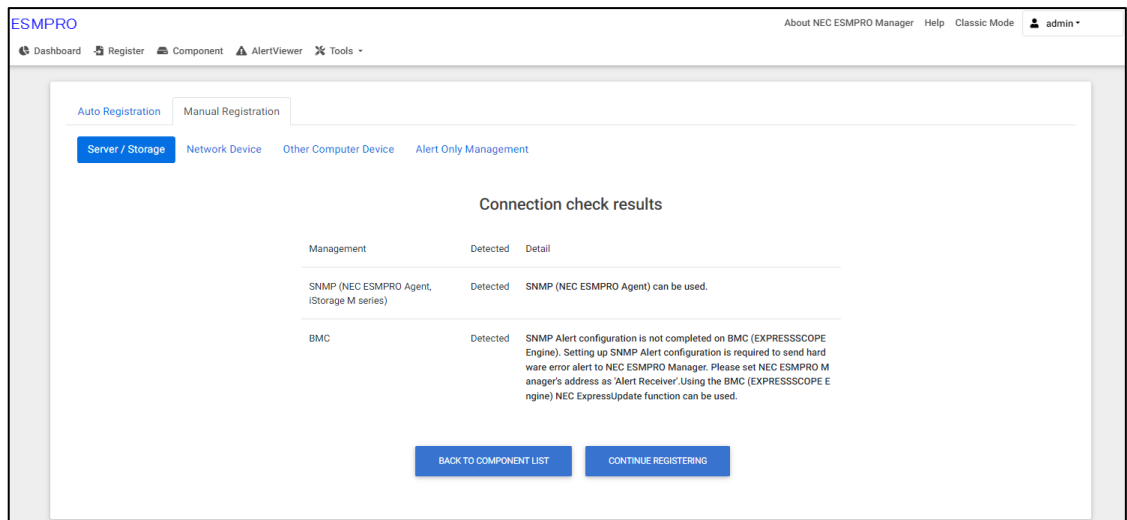 ESMPRO
About NEC ESMPRO Manager Help Classic Mode admin
Dashboard Register Component AlertViewer Tools
Auto Registration Manual Registration
Server / Storage Network Device Other Computer Device Alert Only Management
Connection check results
Management Detected Detail
SNMP (NEC ESMPRO Agent, Detected SNMP (NEC ESMPRO Agent) can be used.
iStorage M series)
BMC Detected SNMP Alert configuration is not completed on BMC (EXPRESSSCOPE
Engine). Setting up SNMP Alert configuration is required to send hard
ware error alert to NEC ESMPRO Manager. Please set NEC ESMPRO M
anager's address as 'Alert Receiver'.Using the BMC (EXPRESSSCOPE E
ngine) NEC ExpressUpdate function can be used.
BACK TO COMPONENT LIST CONTINUE REGISTERING